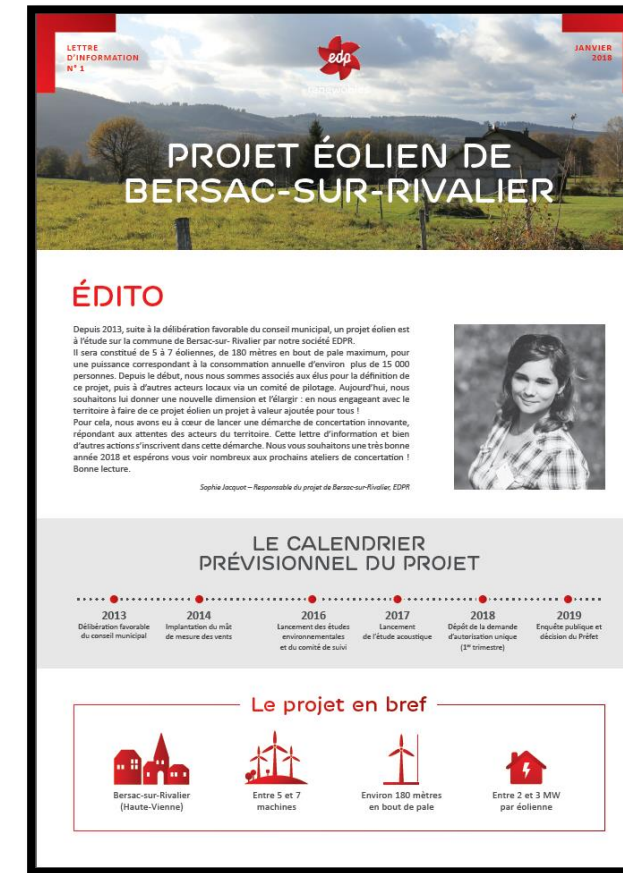 LETTRE
D'INFORMATION
N° 1
edp
JANVIER
2018
PROJET ÉOLIEN DE
BERSAC-SUR-RIVALIER
ÉDITO
Depuis 2013, suite à la délibération favorable du conseil municipal, un projet éolien est
à l'étude sur la commune de Bersac-sur- Rivalier par notre société EDPR.
Il sera constitué de 5 à 7 éoliennes, de 180 mètres en bout de pale maximum, pour
une puissance correspondant à la consommation annuelle d'environ plus de 15 000
personnes. Depuis le début, nous nous sommes associés aux élus pour la définition de
ce projet, puis à d'autres acteurs locaux via un comité de pilotage. Aujourd'hui, nous
souhaitons lui donner une nouvelle dimension et l'élargir : en nous engageant avec le
territoire à faire de ce projet éolien un projet à valeur ajoutée pour tous !
Pour cela, nous avons eu à cœur de lancer une démarche de concertation innovante,
répondant aux attentes des acteurs du territoire. Cette lettre d'information et bien
d'autres actions s'inscrivent dans cette démarche. Nous vous souhaitons une très bonne
année 2018 et espérons vous voir nombreux aux prochains ateliers de concertation !
Bonne lecture.
Sophie Jacquot – Responsable du projet de Bersac-sur-Rivalier, EDPR
LE CALENDRIER
PRÉVISIONNEL DU PROJET
2013
Délibération favorable
du conseil municipal
2014
Implantation du mât
de mesure des vents
2016
Lancement des études
environnementales
et du comité de suivi
2017
Lancement
de l'étude acoustique
2018
Dépôt de la demande
d'autorisation unique
(1er trimestre)
2019
Enquête publique et
décision du Préfet
Le projet en bref
Bersac-sur-Rivalier
(Haute-Vienne)
Entre 5 et 7
machines
Environ 180 mètres
en bout de pale
Entre 2 et 3 MW
par éolienne